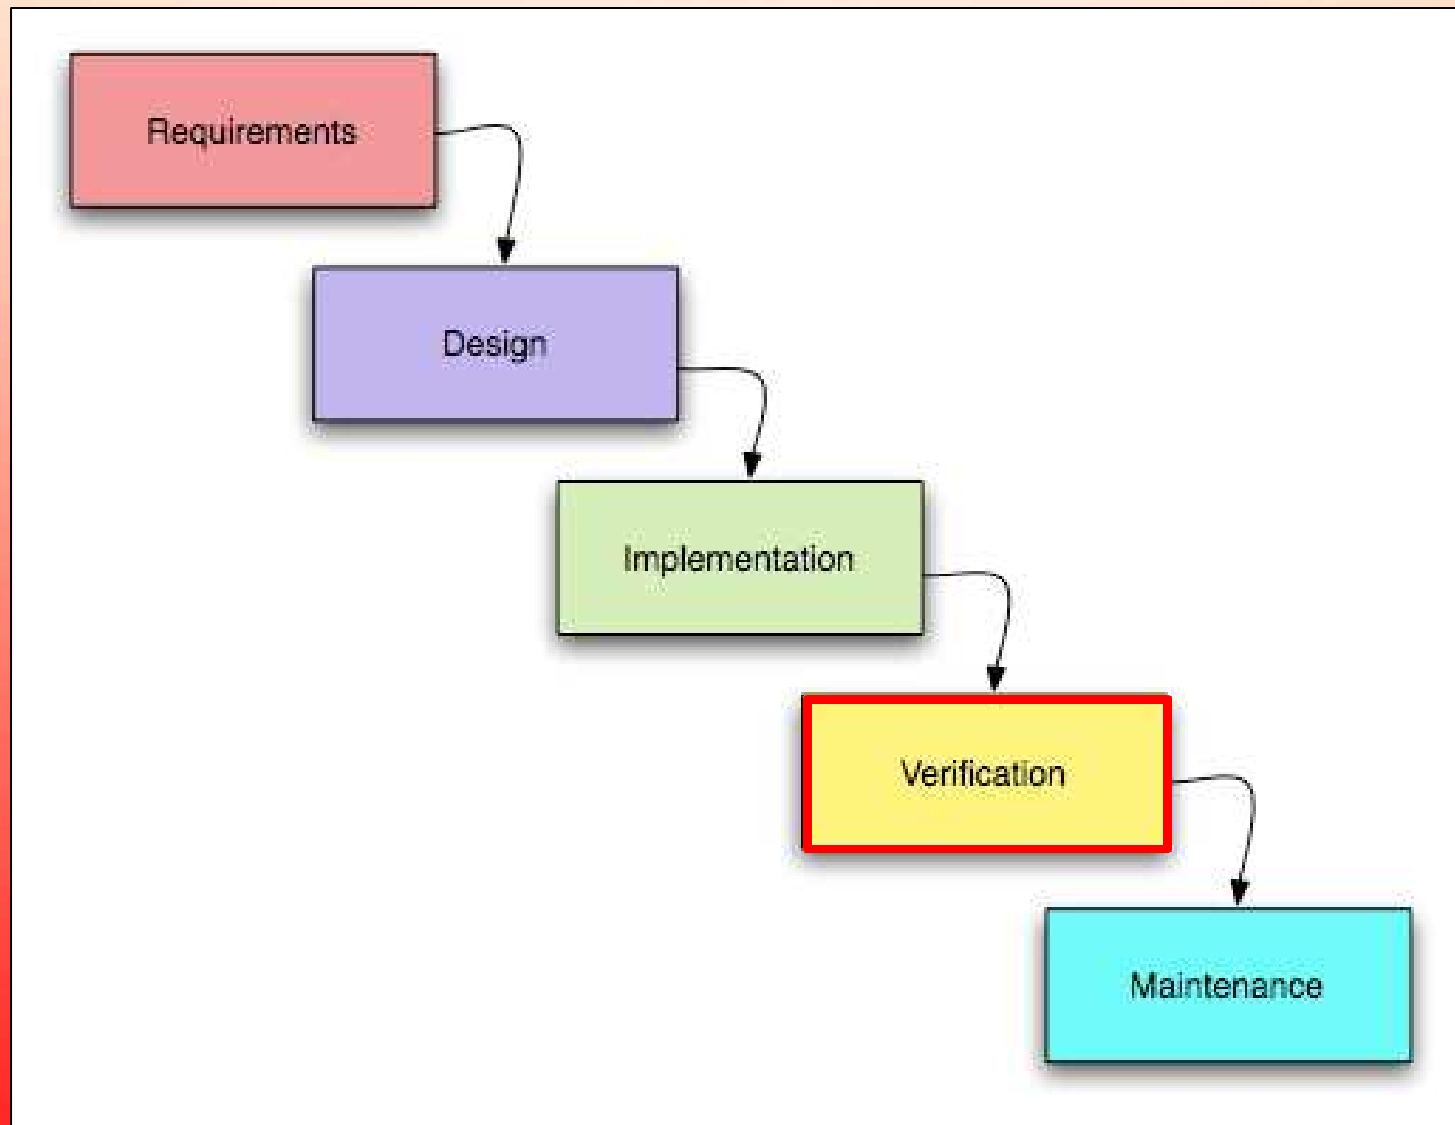 Requirements
Design
Implementation
Verification
Maintenance